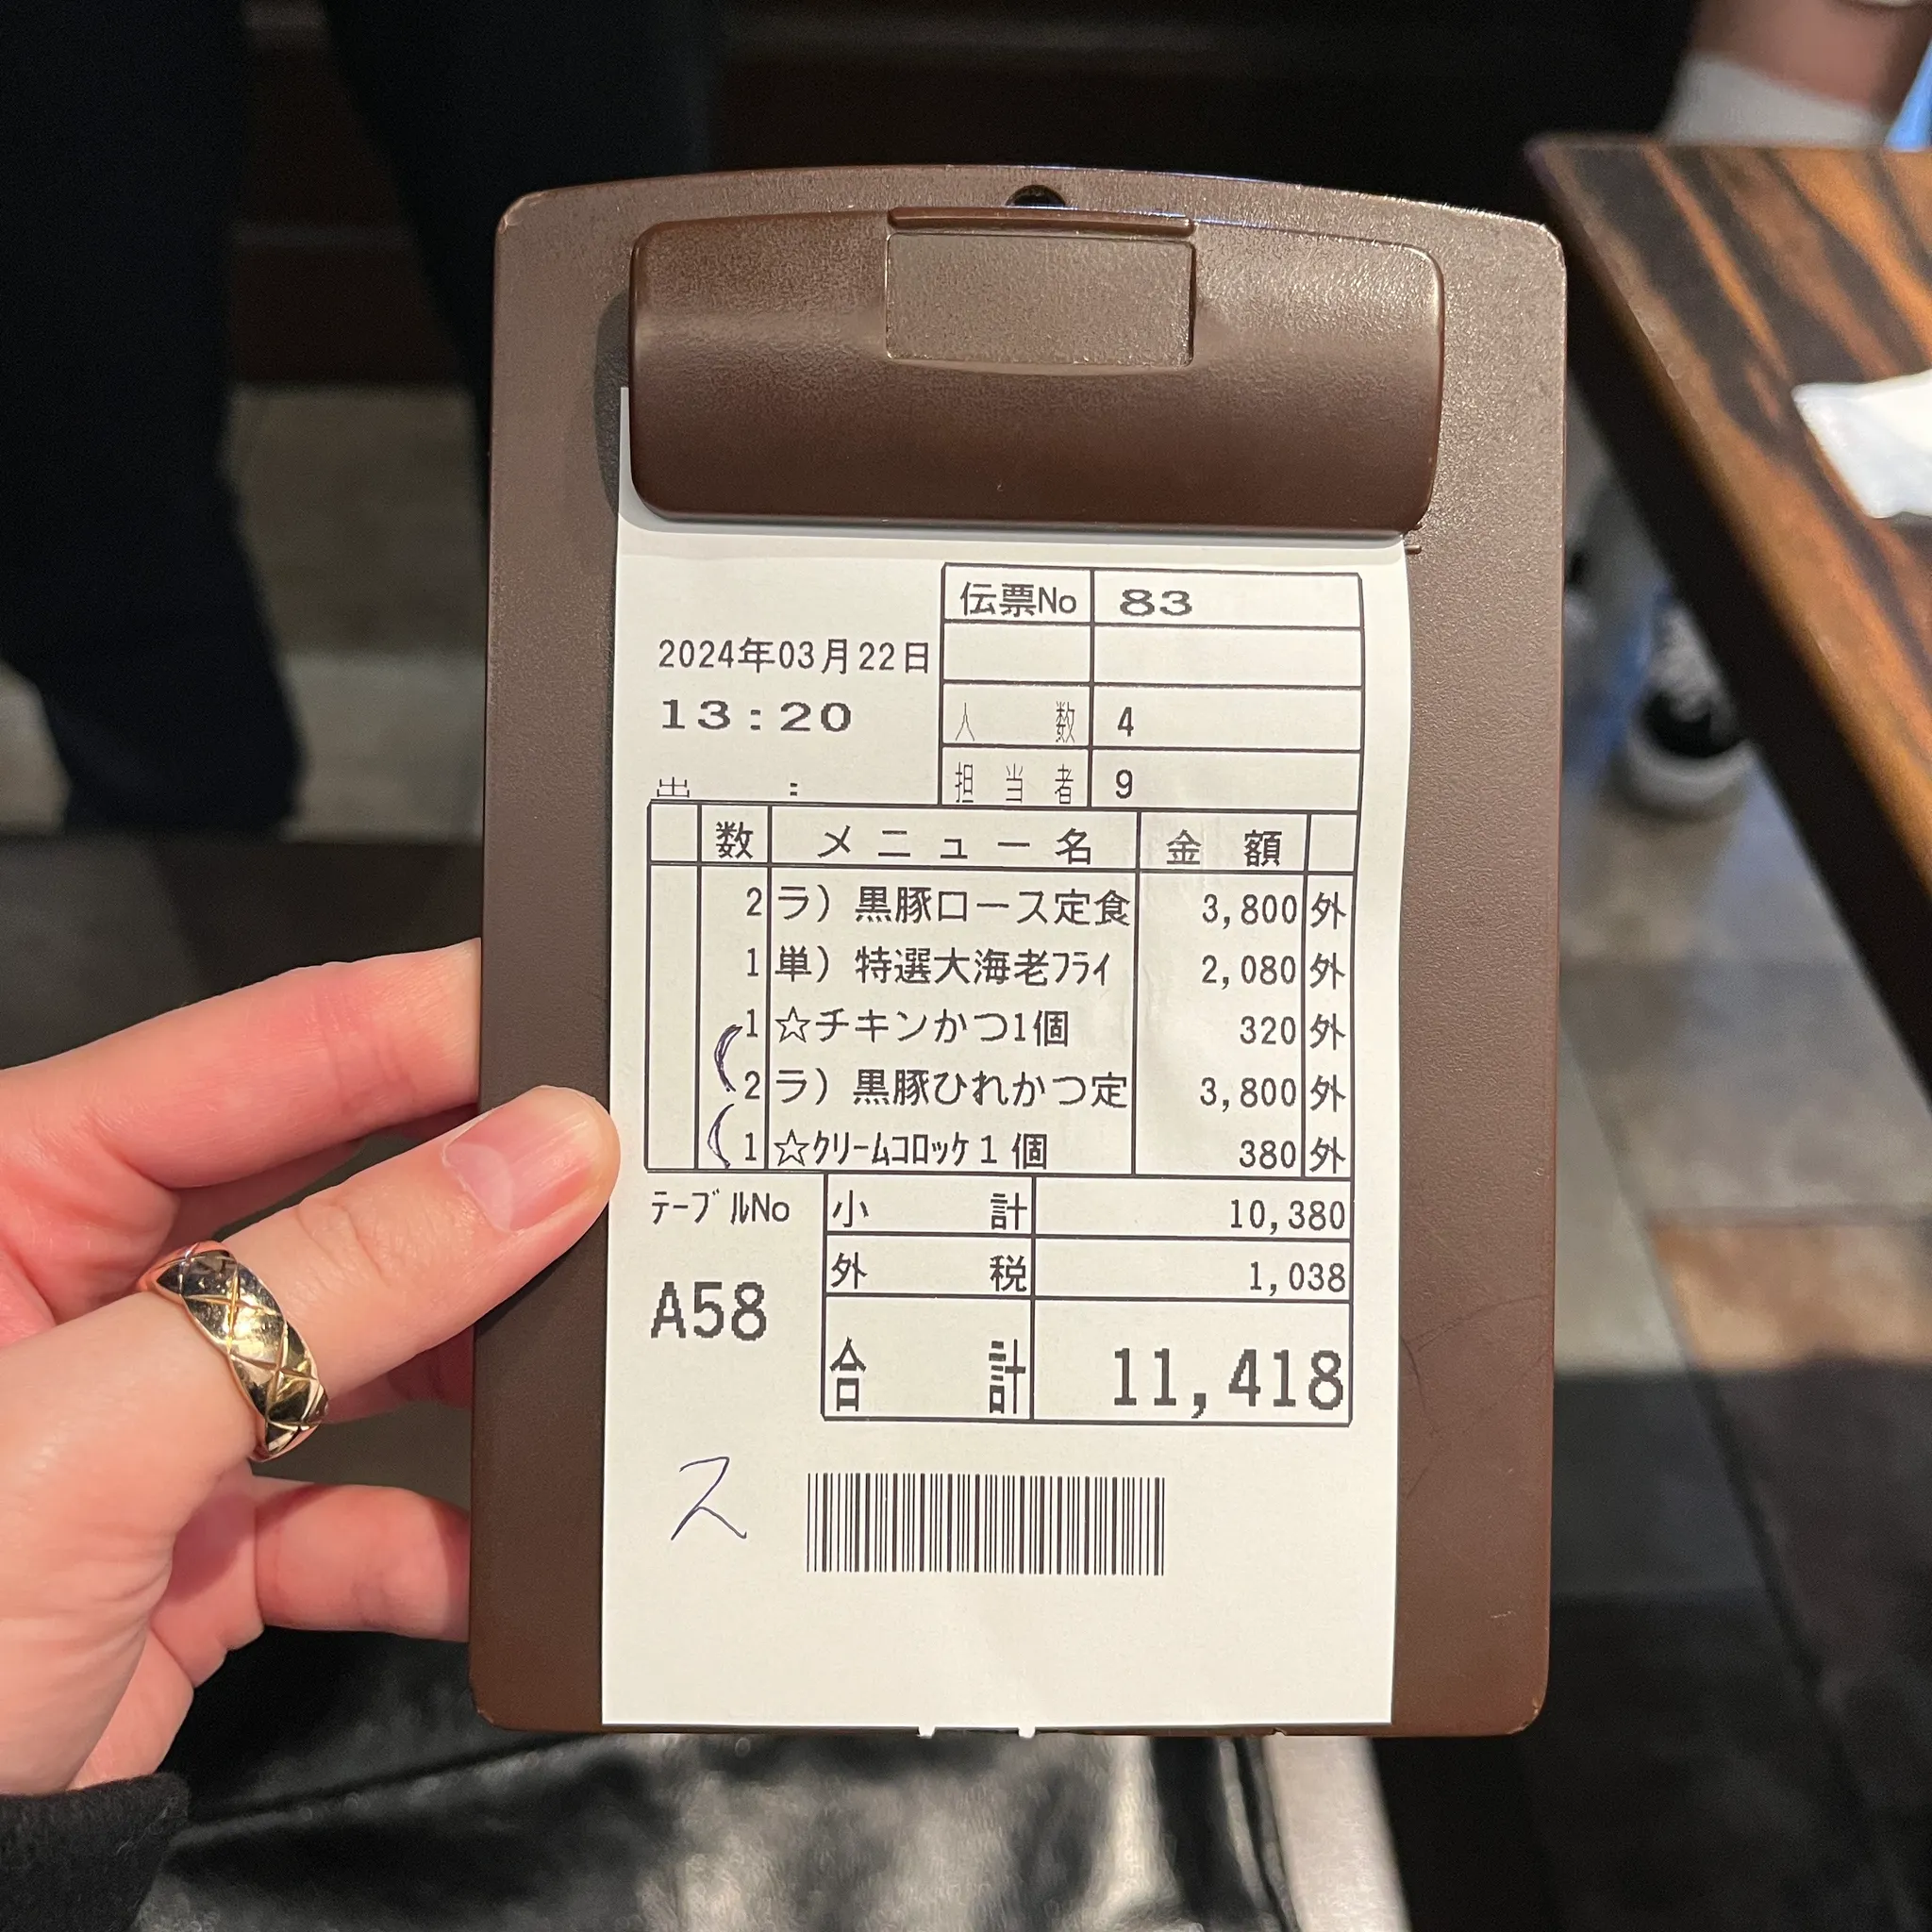 伝票No 83
2024年03月22日
13:20
人数 4
担当者 9
出 :
数 メニュー名 金額
2 ラ) 黒豚ロース定食 3,800 外
1 単) 特選大海老フライ 2,080 外
1 ☆チキンかつ1個 320 外
2 ラ) 黒豚ひれかつ定 3,800 外
1 ☆クリームコロッケ1個 380 外
テーブルNo
A58
小計 10,380
外税 1,038
合計 11,418
ス